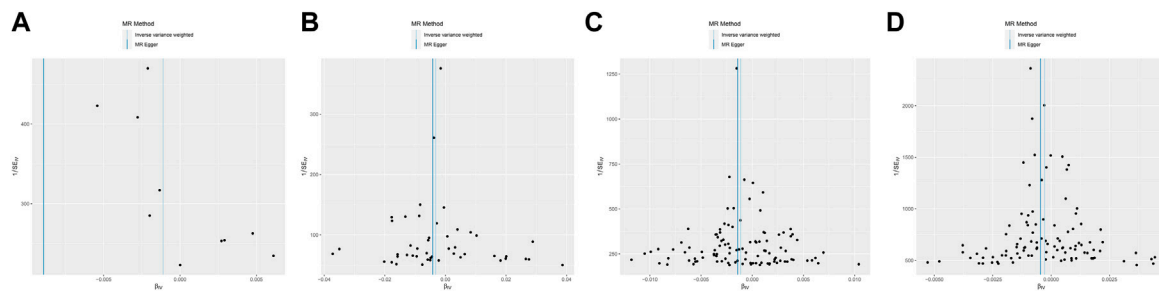 A
MR Method
Inverse variance weighted
MR Egger
400
300
1/SEIV
−0.005
0.000
0.005
βIV
B
MR Method
Inverse variance weighted
MR Egger
300
200
100
1/SEIV
−0.04
−0.02
0.00
0.02
0.04
βIV
C
MR Method
Inverse variance weighted
MR Egger
1250
1000
750
500
250
1/SEIV
−0.010
−0.005
0.000
0.005
0.010
βIV
D
MR Method
Inverse variance weighted
MR Egger
2000
1500
1000
500
1/SEIV
−0.0050
−0.0025
0.0000
0.0025
βIV